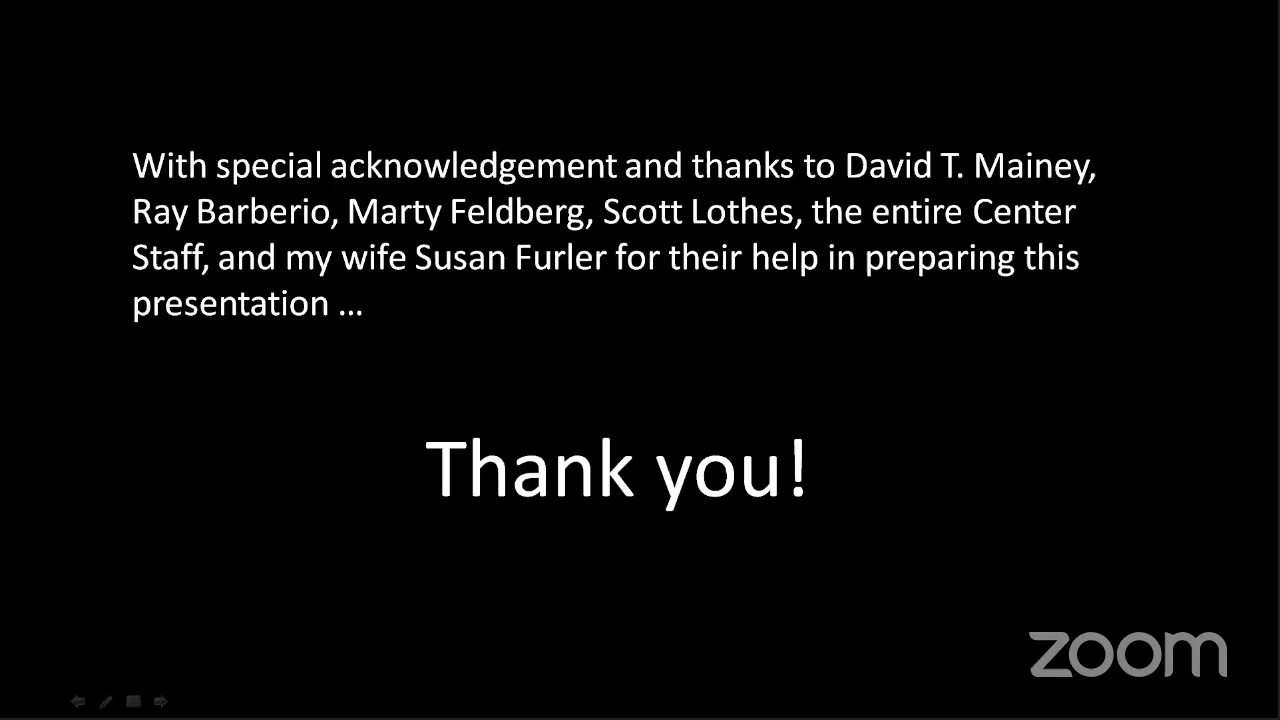 With special acknowledgement and thanks to David T. Mainey,
Ray Barberio, Marty Feldberg, Scott Lothes, the entire Center
Staff, and my wife Susan Furler for their help in preparing this
presentation ...
Thank you!
zoom